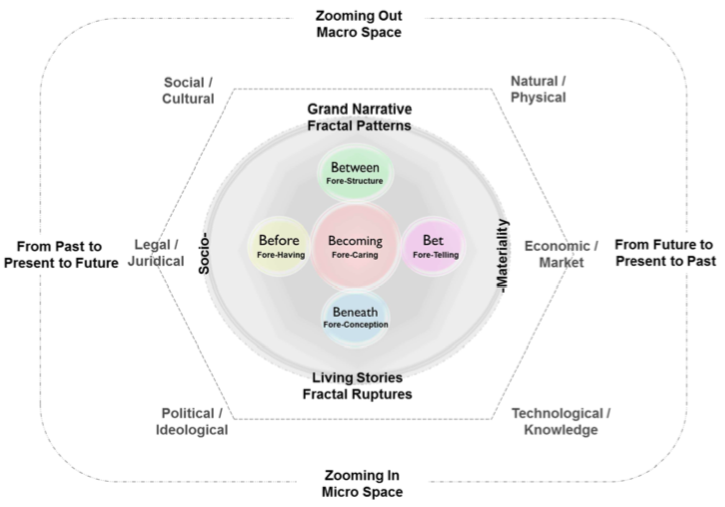 Zooming Out
Macro Space
Social /
Cultural
Natural /
Physical
Grand Narrative
Fractal Patterns
Between
Fore-Structure
From Past to
Present to Future
Legal /
Juridical
Socio-
Before
Fore-Having
Becoming
Fore-Caring
Bet
Fore-Telling
-Materiality
Economic /
Market
From Future to
Present to Past
Beneath
Fore-Conception
Living Stories
Fractal Ruptures
Political /
Ideological
Technological /
Knowledge
Zooming In
Micro Space